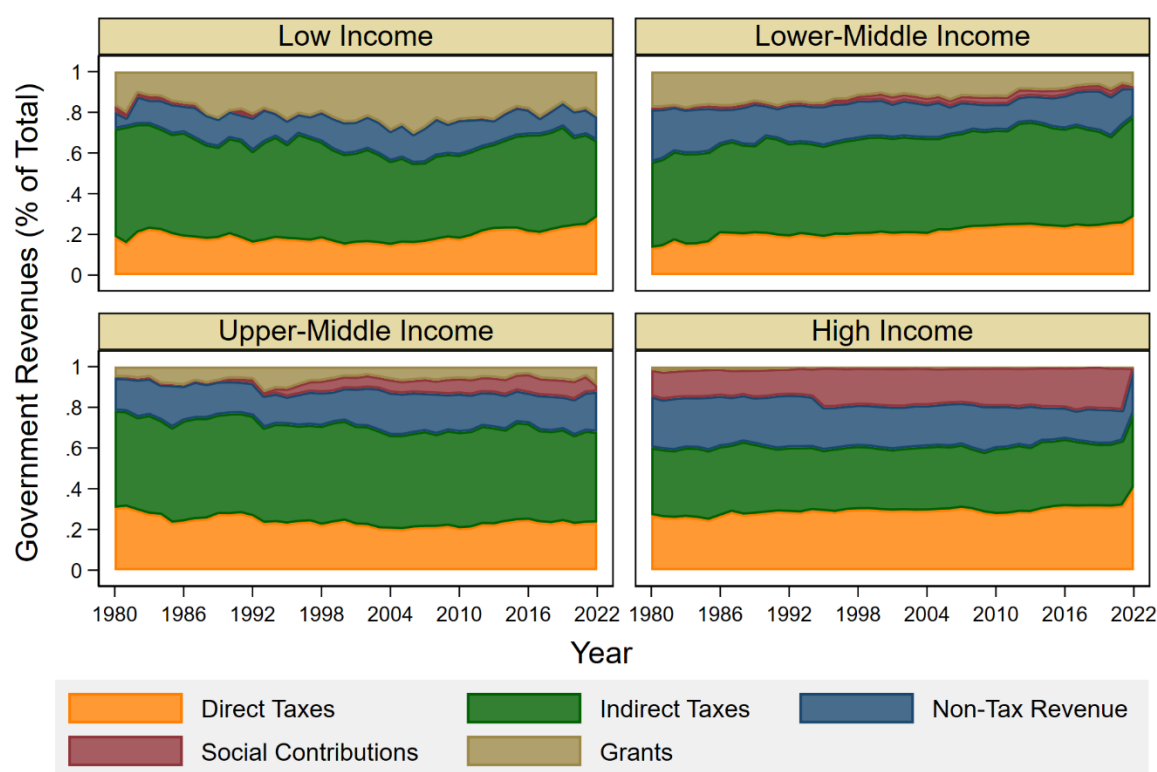 Low Income
Lower-Middle Income
Government Revenues (% of Total)
1
.8
.6
.4
.2
0
Upper-Middle Income
High Income
1
.8
.6
.4
.2
0
1980 1986 1992 1998 2004 2010 2016 2022
1980 1986 1992 1998 2004 2010 2016 2022
Year
Direct Taxes
Indirect Taxes
Non-Tax Revenue
Social Contributions
Grants